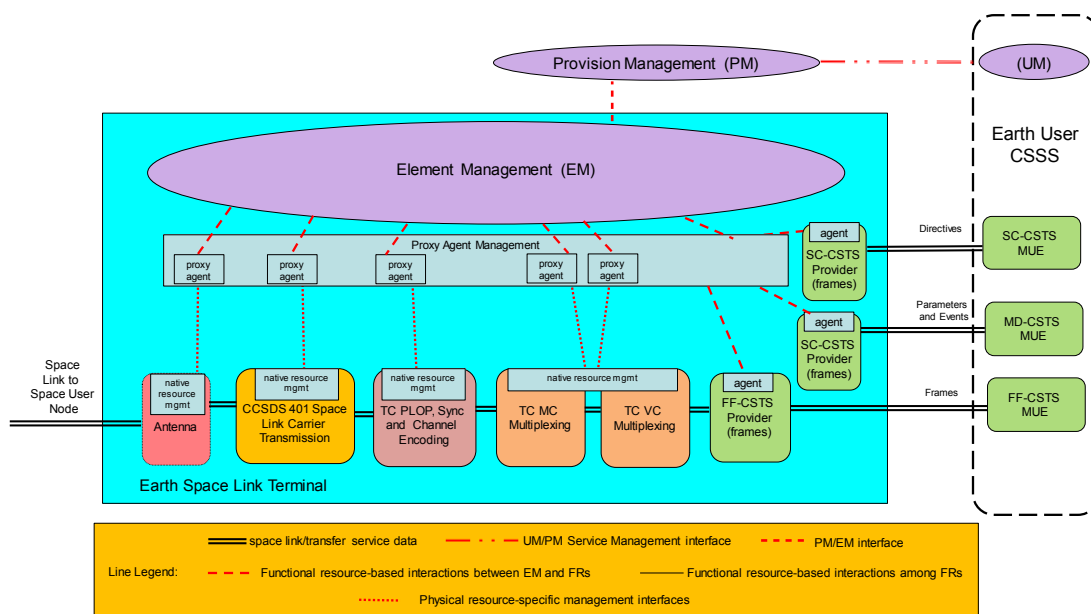 Provision Management (PM)
(UM)
Earth User
CSSS
Element Management (EM)
Proxy Agent Management
proxy
agent
proxy
agent
proxy
agent
proxy
agent
proxy
agent
agent
SC-CSTS
Provider
(frames)
Directives
SC-CSTS
MUE
agent
SC-CSTS
Provider
(frames)
Parameters
and Events
MD-CSTS
MUE
Space
Link to
Space User
Node
native
resource
mgmt
Antenna
native resource
mgmt
CCSDS 401 Space
Link Carrier
Transmission
native resource
mgmt
TC PLOP, Sync
and Channel
Encoding
native resource mgmt
TC MC
Multiplexing
TC VC
Multiplexing
agent
FF-CSTS
Provider
(frames)
Frames
FF-CSTS
MUE
Earth Space Link Terminal
space link/transfer service data
UM/PM Service Management interface
PM/EM interface
Line Legend:
Functional resource-based interactions between EM and FRs
Functional resource-based interactions among FRs
Physical resource-specific management interfaces